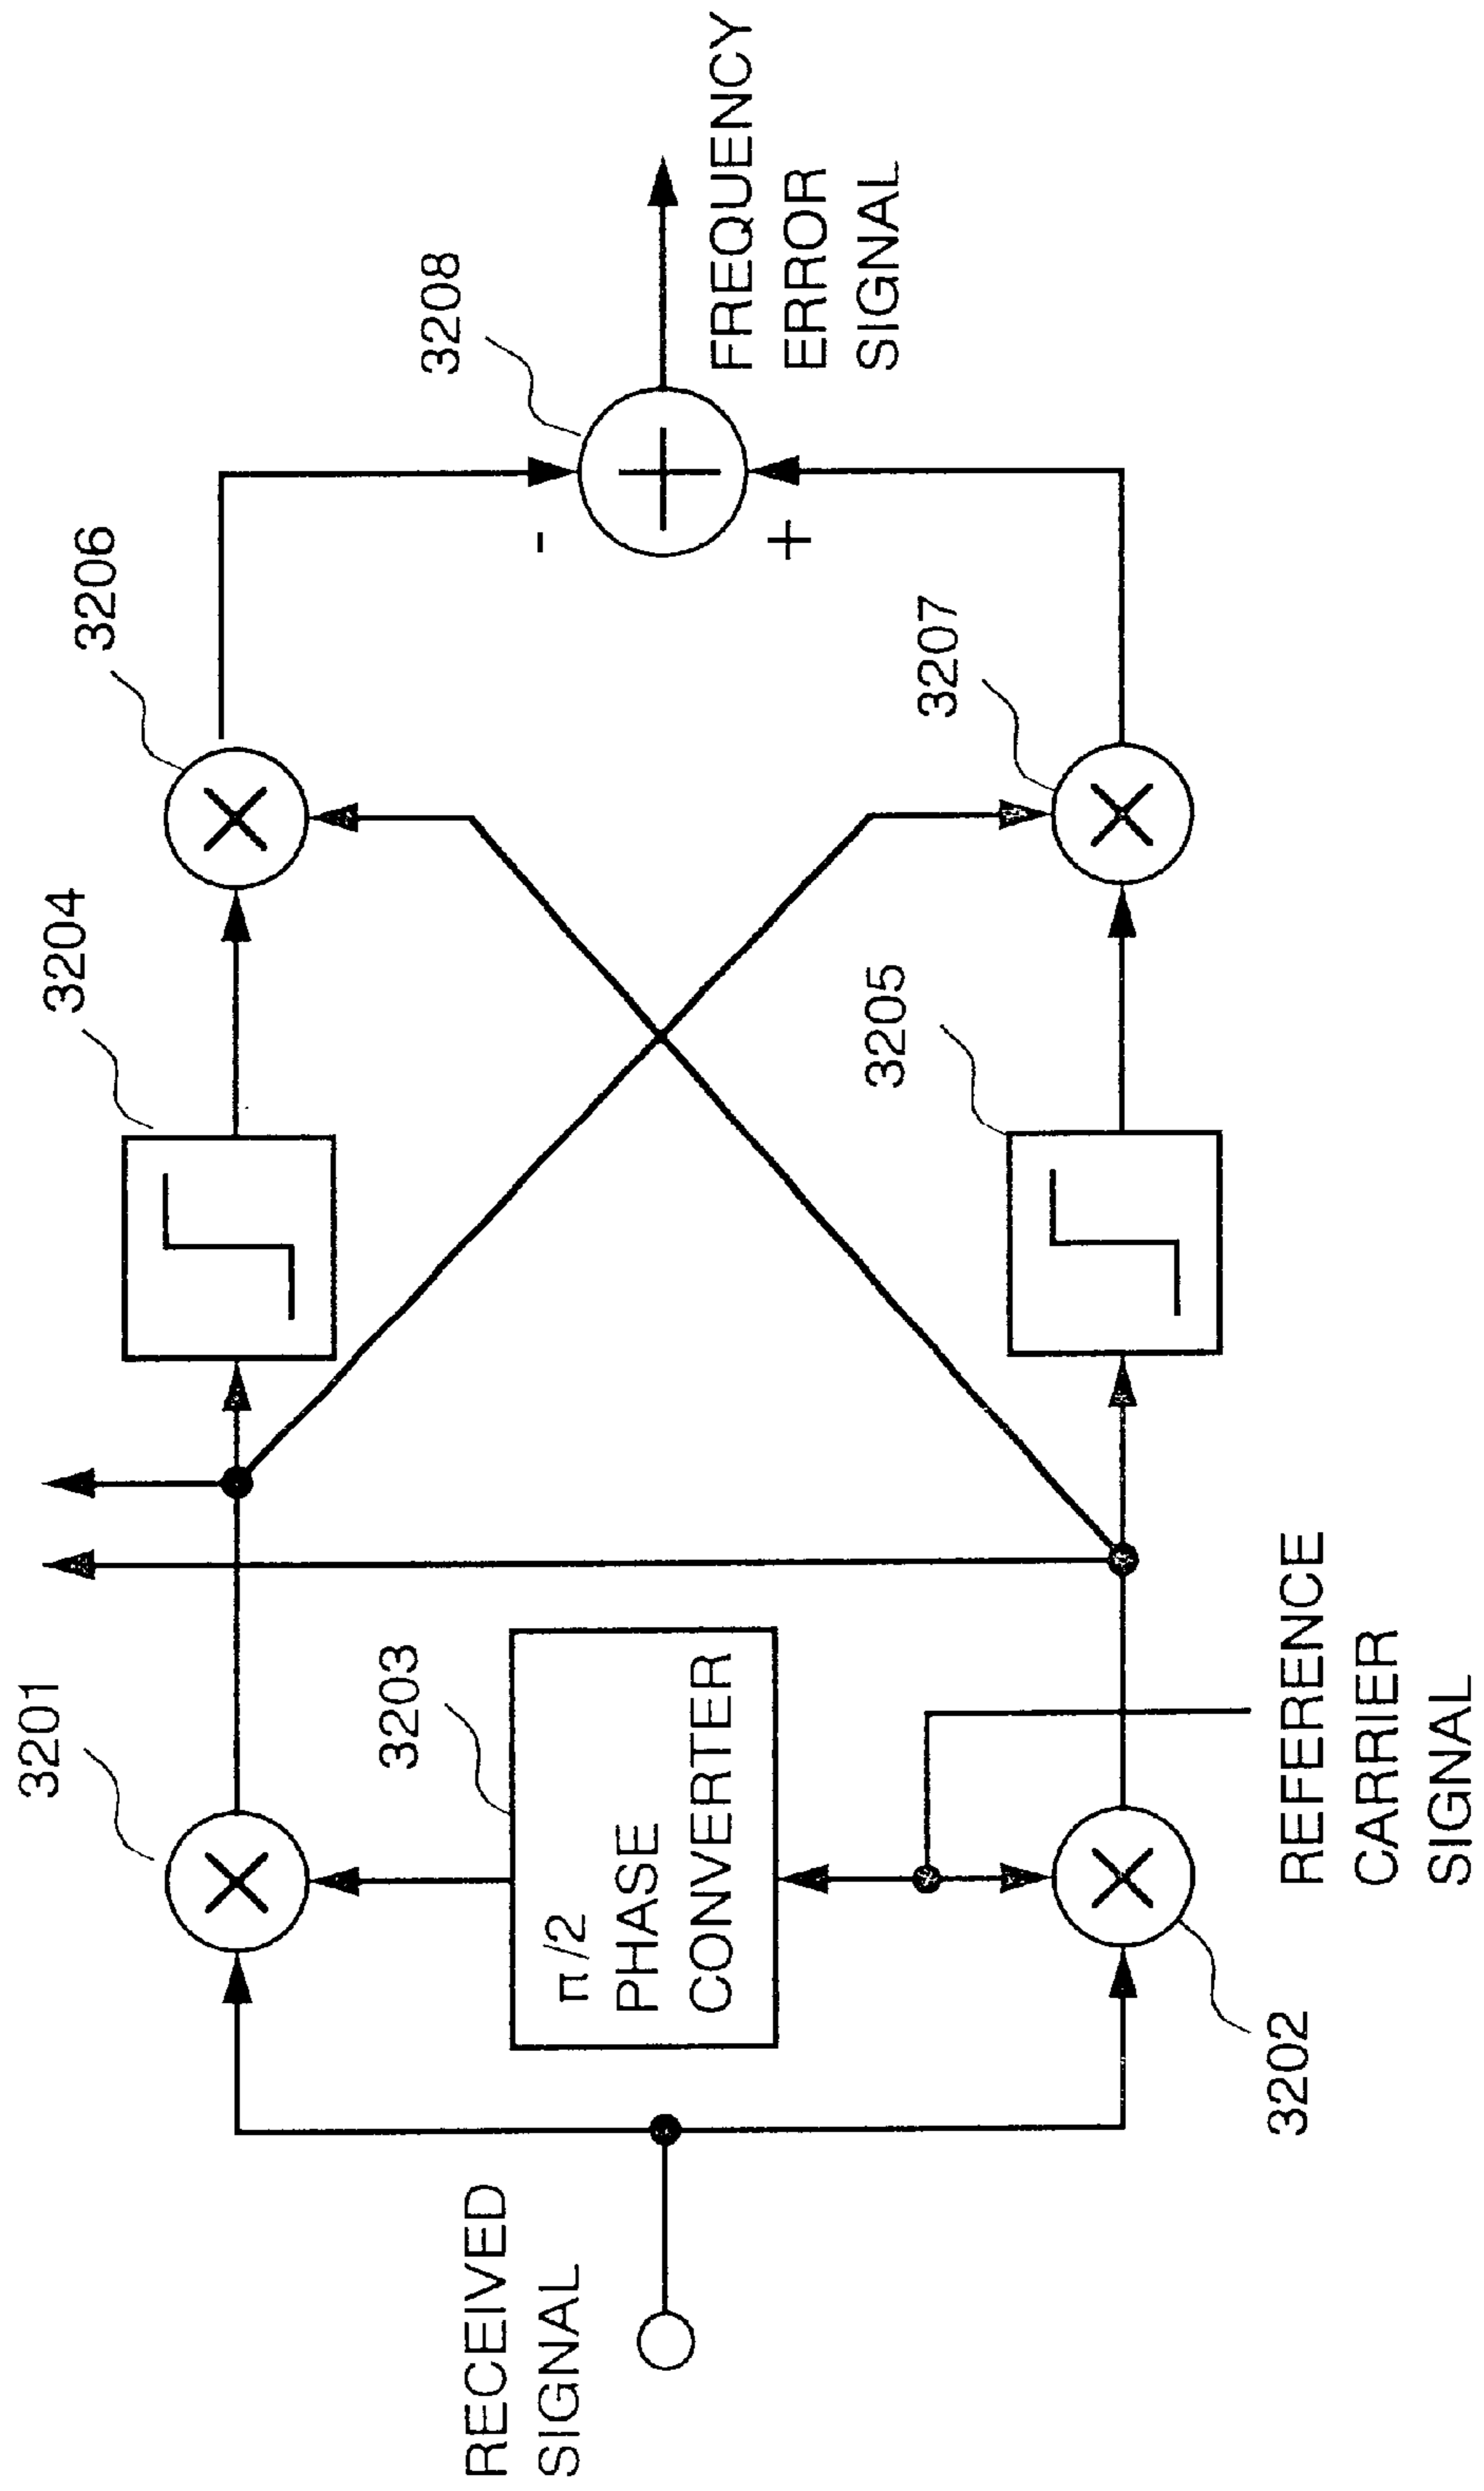 RECEIVED
SIGNAL
3201
3202
3203
π/2
PHASE
CONVERTER
REFERENCE
CARRIER
SIGNAL
3204
3205
3206
3207
-
+
3208
FREQUENCY
ERROR
SIGNAL